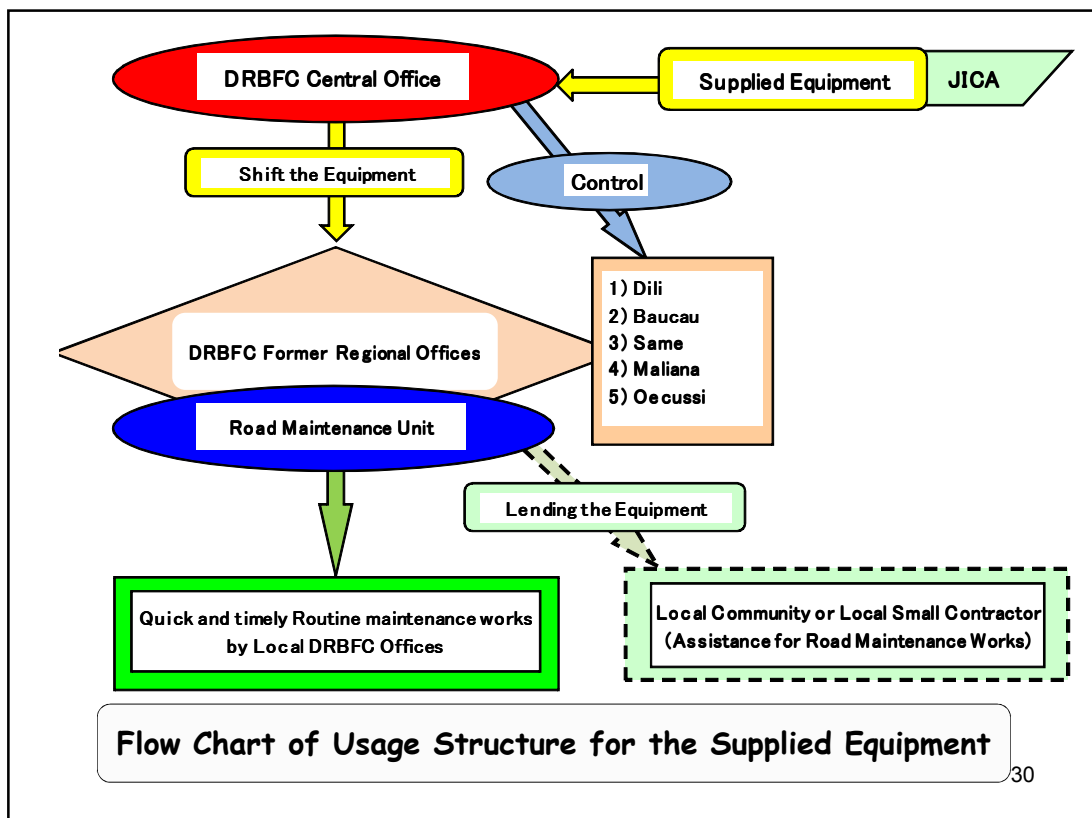 DRBFC Central Office
Supplied Equipment
JICA
Shift the Equipment
Control
DRBFC Former Regional Offices
1) Dili
2) Baucau
3) Same
4) Maliana
5) Oecussi
Road Maintenance Unit
Lending the Equipment
Quick and timely Routine maintenance works
by Local DRBFC Offices
Local Community or Local Small Contractor
(Assistance for Road Maintenance Works)
Flow Chart of Usage Structure for the Supplied Equipment
30